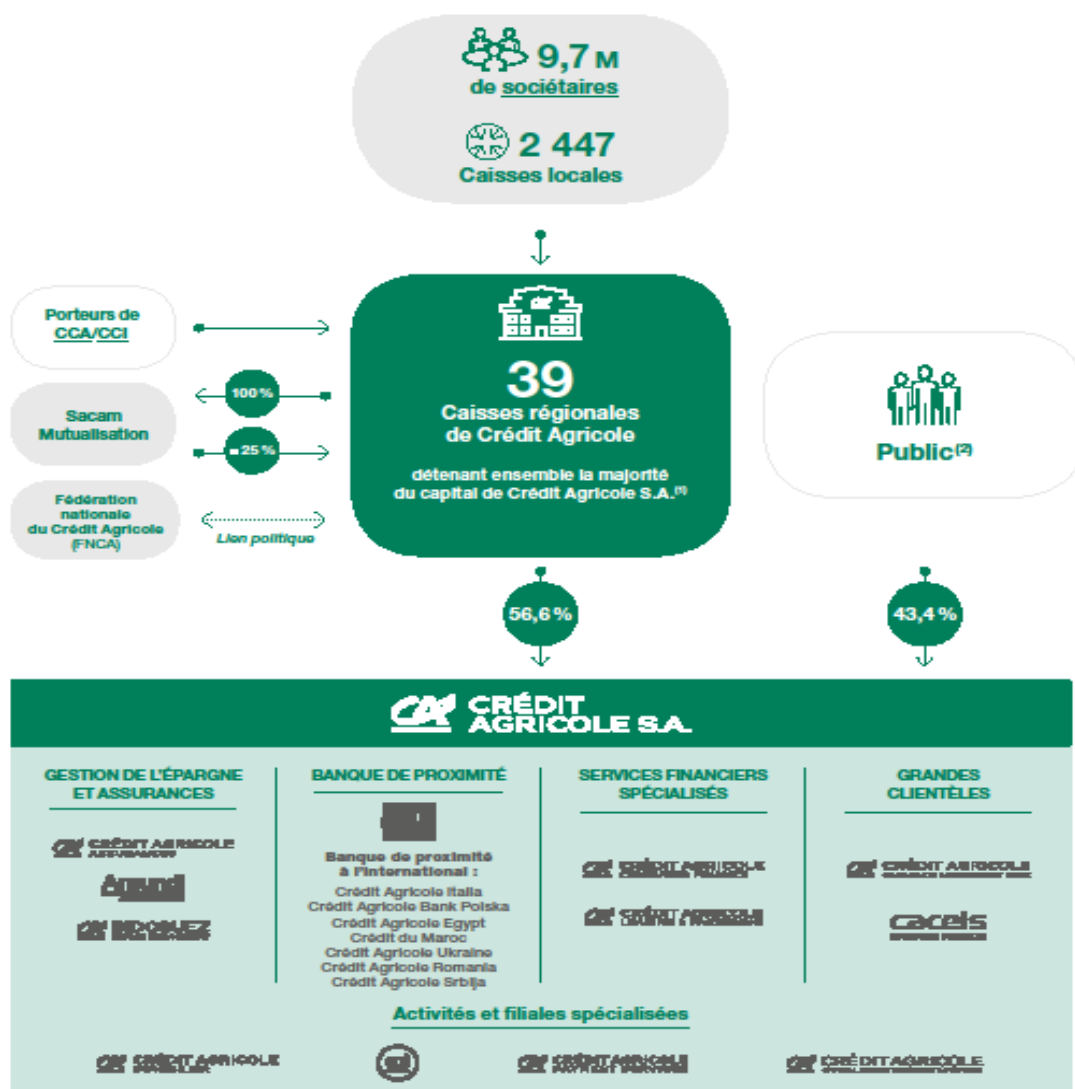 9,7 M
de sociétaires
2 447
Caisses locales
Porteurs de
CCA/CCI
100 %
Sacam
Mutualisation
25 %
Fédération
nationale
du Crédit Agricole
(FNCA)
Lien politique
39
Caisses régionales
de Crédit Agricole
détenant ensemble la majorité
du capital de Crédit Agricole S.A.(1)
Public(2)
56,6 %
43,4 %
CRÉDIT
AGRICOLE S.A.
GESTION DE L'ÉPARGNE
ET ASSURANCES
CRÉDIT AGRICOLE
ASSURANCES
Amundi
INDOSUEZ
BANQUE DE PROXIMITÉ
Banque de proximité
à l'international :
Crédit Agricole Italia
Crédit Agricole Bank Polska
Crédit Agricole Egypt
Crédit du Maroc
Crédit Agricole Ukraine
Crédit Agricole Romania
Crédit Agricole Srbija
SERVICES FINANCIERS
SPÉCIALISÉS
CRÉDIT AGRICOLE
CRÉDIT AGRICOLE
GRANDES
CLIENTÈLES
CRÉDIT AGRICOLE
caceis
Activités et filiales spécialisées
CRÉDIT AGRICOLE
CRÉDIT AGRICOLE
CRÉDIT AGRICOLE